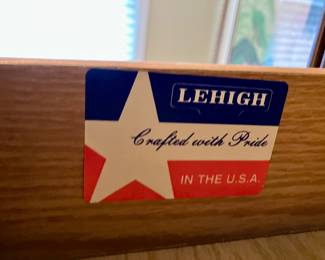 LEHIGH
Crafted with Pride
IN THE U.S.A.